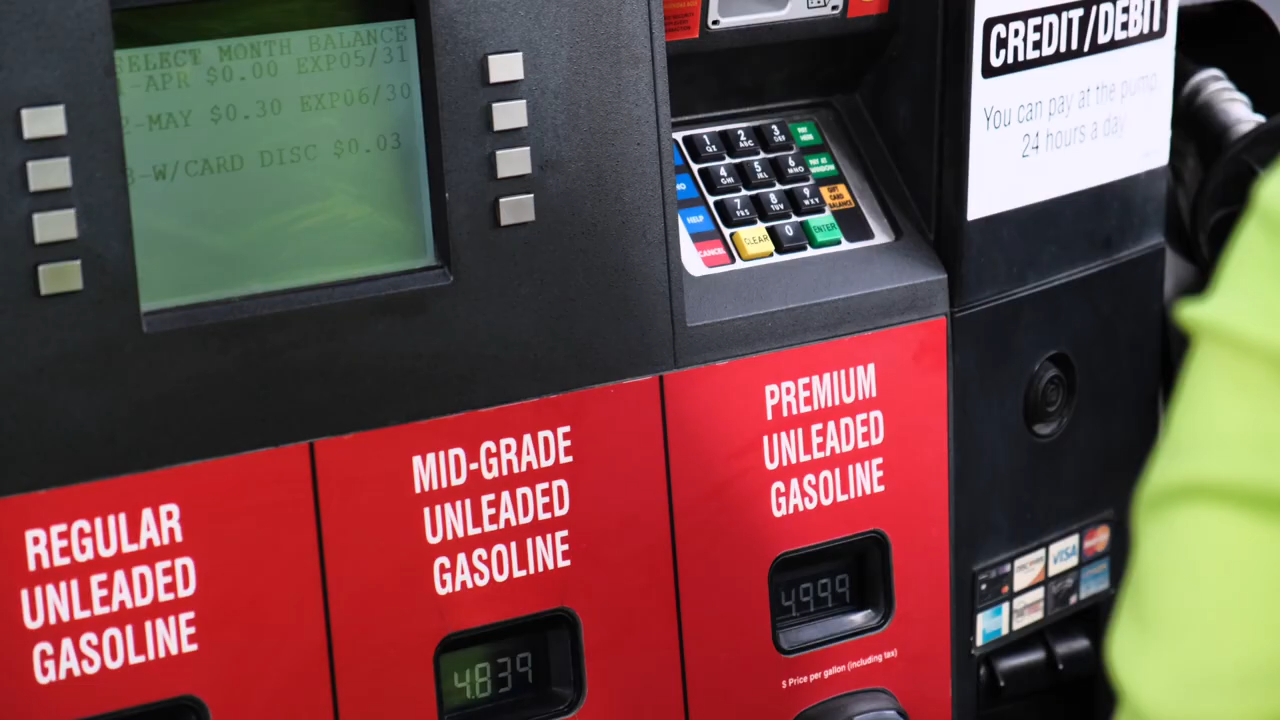 SELECT MONTH BALANCE
-APR $0.00 EXP05/31
2-MAY $0.30 EXP06/30
3-W/CARD DISC $0.03
1 QZ
2 ABC
3 DEF
PAY HERE
4 GHI
5 JKL
6 MNO
PAY AT WINDOW
NO
7 PRS
8 TUV
9 WXY
GIFT CARD BALANCE
HELP
CLEAR
0
ENTER
CANCEL
CREDIT/DEBIT
You can pay at the pump
24 hours a day
REGULAR
UNLEADED
GASOLINE
MID-GRADE
UNLEADED
GASOLINE
4.839
PREMIUM
UNLEADED
GASOLINE
4.999
$ Price per gallon (including tax)
DISCOVER
VISA
MasterCard